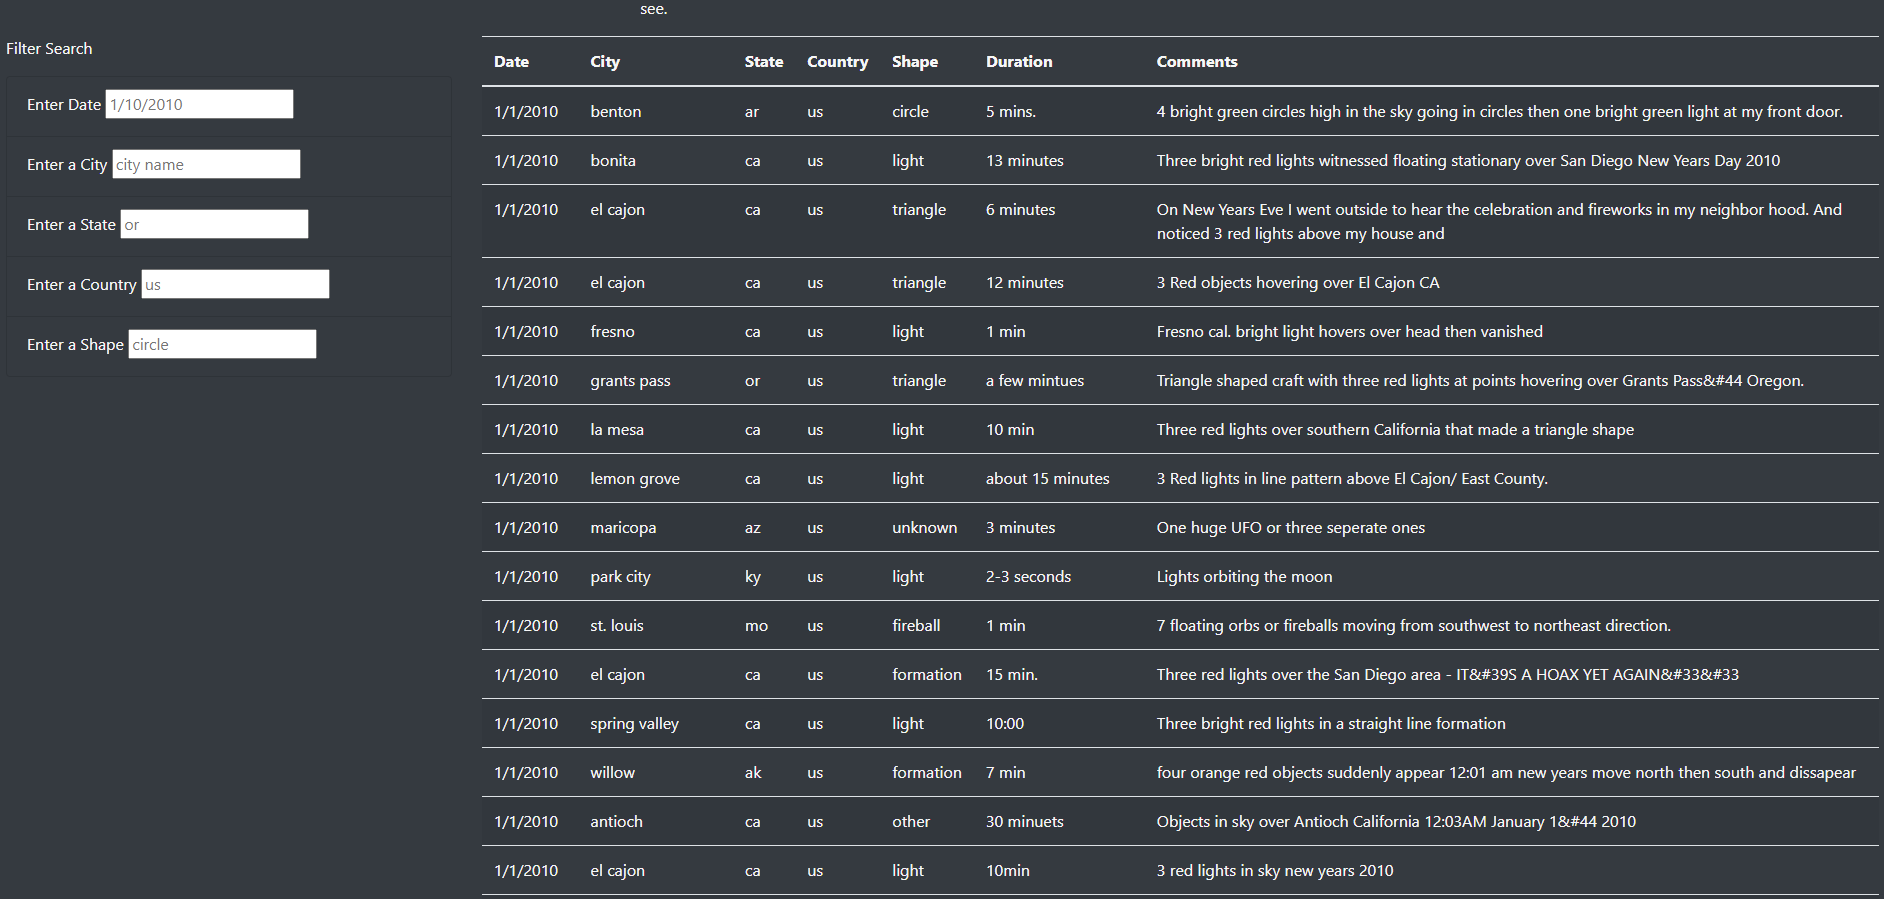 see.
Filter Search
Enter Date 1/10/2010
Enter a City city name
Enter a State or
Enter a Country us
Enter a Shape circle
Date City State Country Shape Duration Comments
1/1/2010 benton ar us circle 5 mins. 4 bright green circles high in the sky going in circles then one bright green light at my front door.
1/1/2010 bonita ca us light 13 minutes Three bright red lights witnessed floating stationary over San Diego New Years Day 2010
1/1/2010 el cajon ca us triangle 6 minutes On New Years Eve I went outside to hear the celebration and fireworks in my neighbor hood. And
noticed 3 red lights above my house and
1/1/2010 el cajon ca us triangle 12 minutes 3 Red objects hovering over El Cajon CA
1/1/2010 fresno ca us light 1 min Fresno cal. bright light hovers over head then vanished
1/1/2010 grants pass or us triangle a few mintues Triangle shaped craft with three red lights at points hovering over Grants Pass&#44 Oregon.
1/1/2010 la mesa ca us light 10 min Three red lights over southern California that made a triangle shape
1/1/2010 lemon grove ca us light about 15 minutes 3 Red lights in line pattern above El Cajon/ East County.
1/1/2010 maricopa az us unknown 3 minutes One huge UFO or three seperate ones
1/1/2010 park city ky us light 2-3 seconds Lights orbiting the moon
1/1/2010 st. louis mo us fireball 1 min 7 floating orbs or fireballs moving from southwest to northeast direction.
1/1/2010 el cajon ca us formation 15 min. Three red lights over the San Diego area - IT&#39S A HOAX YET AGAIN&#33&#33
1/1/2010 spring valley ca us light 10:00 Three bright red lights in a straight line formation
1/1/2010 willow ak us formation 7 min four orange red objects suddenly appear 12:01 am new years move north then south and dissapear
1/1/2010 antioch ca us other 30 minuets Objects in sky over Antioch California 12:03AM January 1&#44 2010
1/1/2010 el cajon ca us light 10min 3 red lights in sky new years 2010